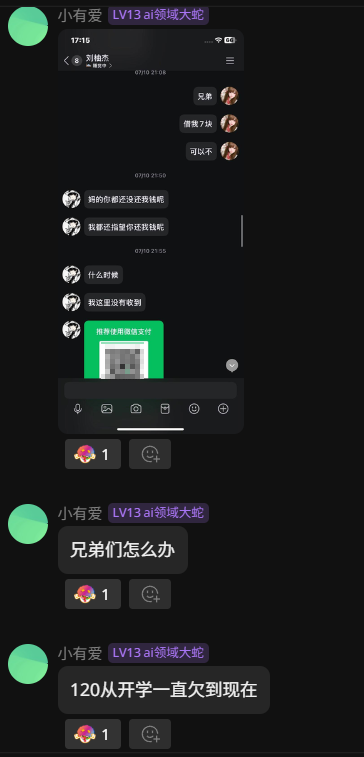 小有爱 LV13 ai领域大蛇
17:15
64
8 刘柚杰
07/10 21:08
兄弟
借我7块
可以不
07/10 21:50
妈的你都还没还我钱呢
我都还指望你还我钱呢
07/10 21:55
什么时候
我这里没有收到
推荐使用微信支付
1
小有爱 LV13 ai领域大蛇
兄弟们怎么办
1
小有爱 LV13 ai领域大蛇
120从开学一直欠到现在
1